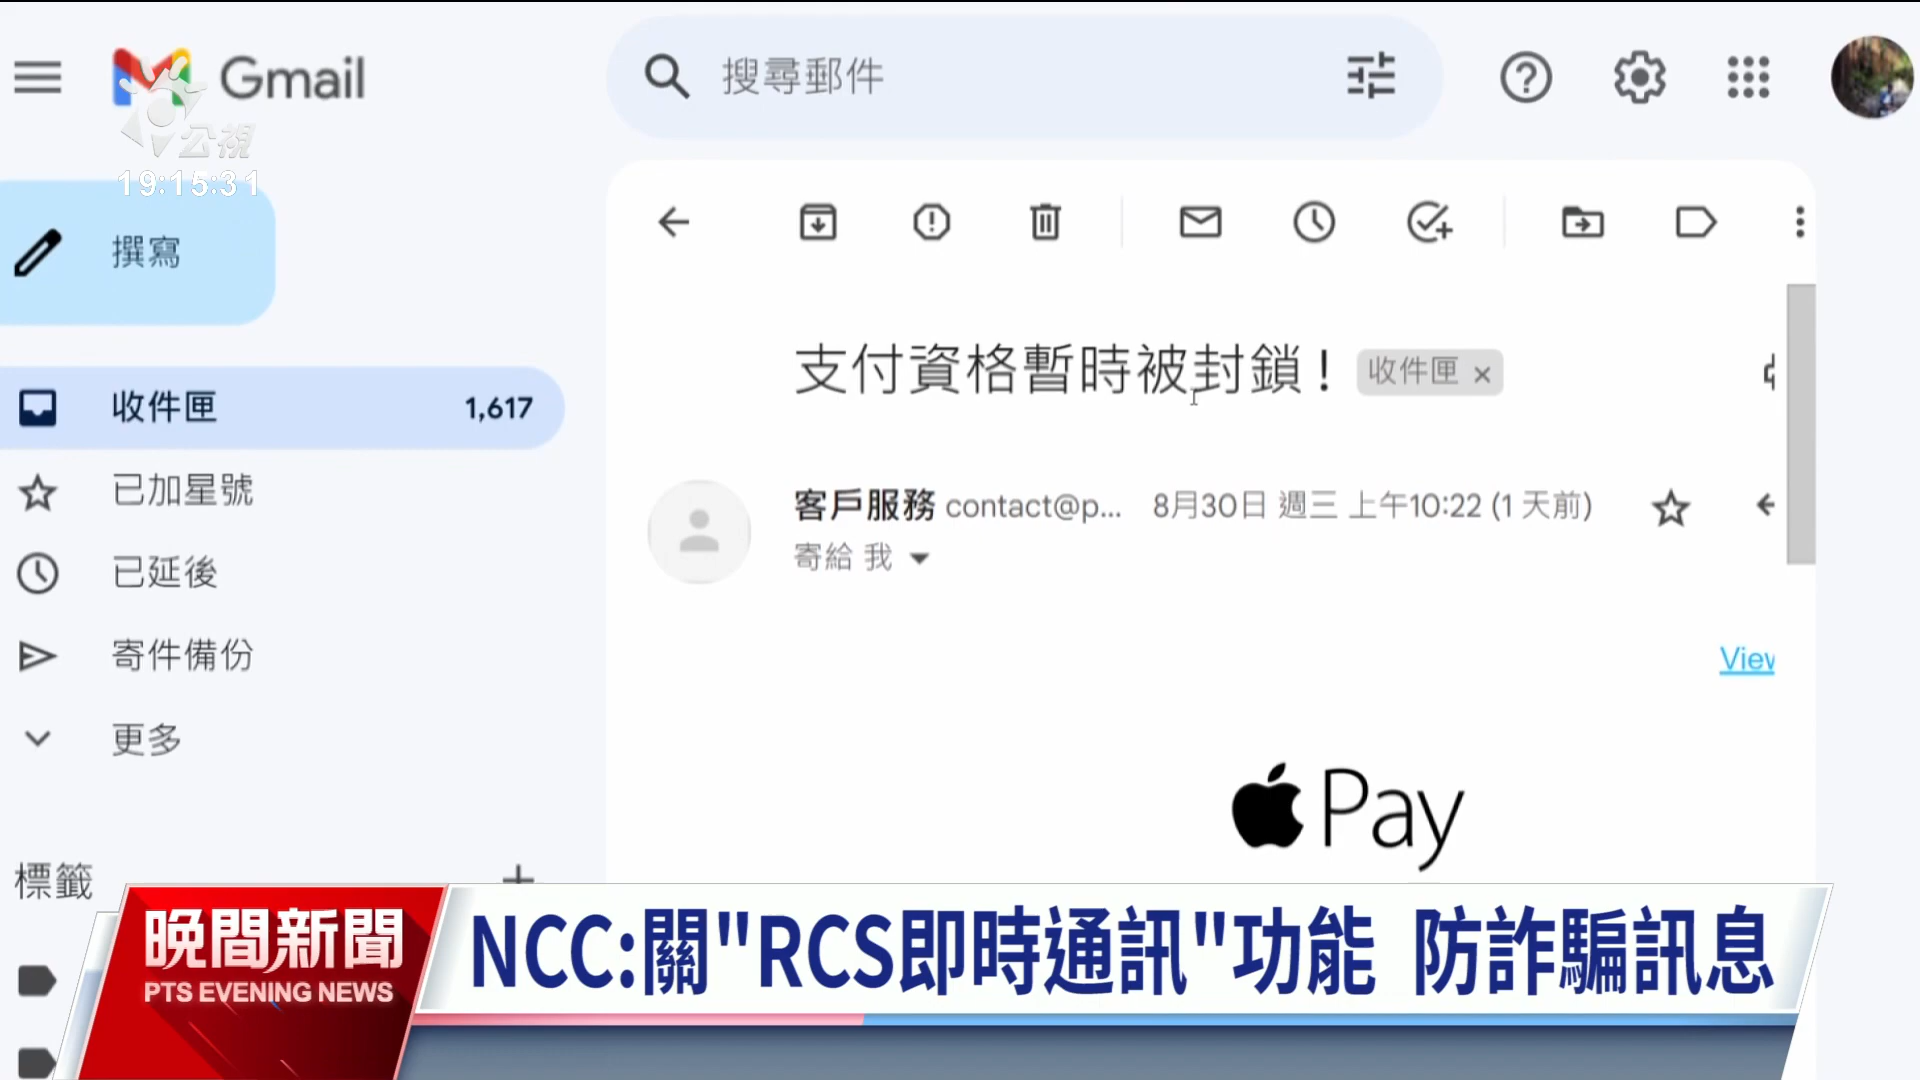 Gmail
搜尋郵件
公視
19:15:31
撰寫
收件匣 1,617
已加星號
已延後
寄件備份
更多
標籤
支付資格暫時被封鎖！ 收件匣 ×
客戶服務 contact@p... 8月30日 週三 上午10:22 (1 天前)
寄給 我
View
Pay
晚間新聞
PTS EVENING NEWS
NCC:關"RCS即時通訊"功能 防詐騙訊息